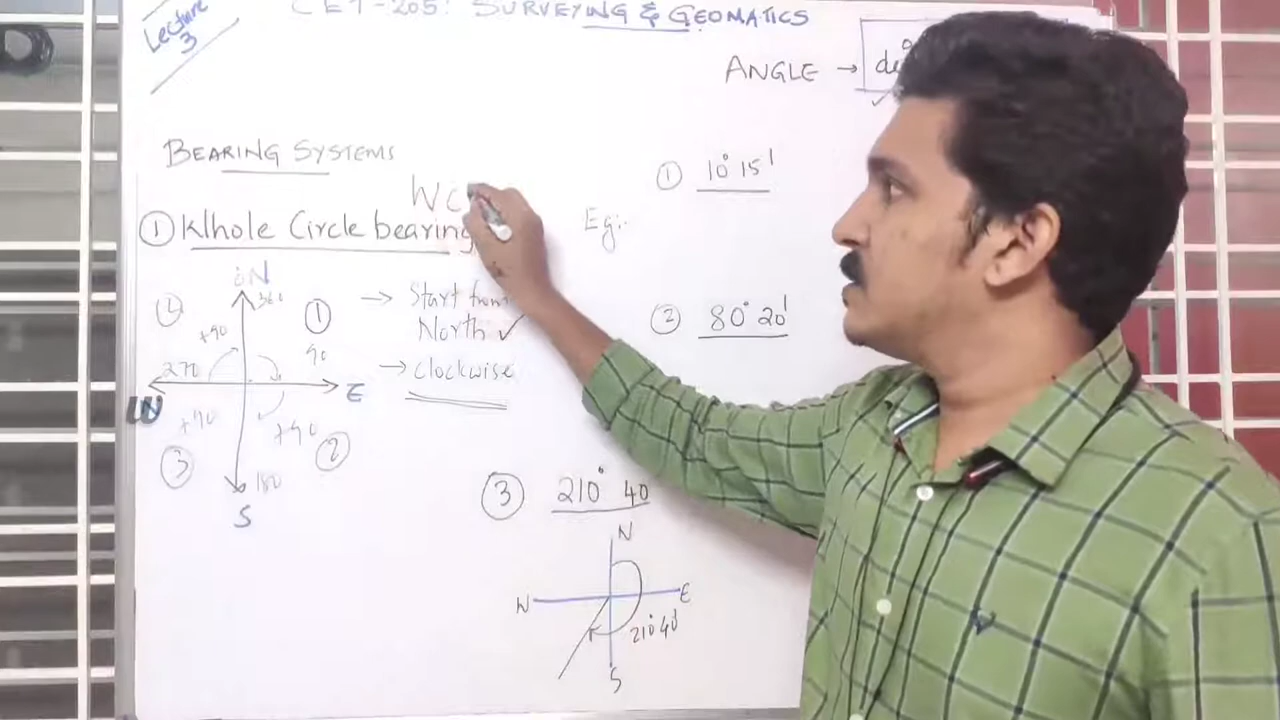 Lecture
3
CET-205: SURVEYING & GEOMATICS
ANGLE →
BEARING SYSTEMS
① 10° 15'
WC
① Whole Circle bearing
Eg:-
N
360
→ Start from
North ✓
→ Clockwise
② 80° 20'
①
90
+90
270
W
E
+90
+90
③
②
180
S
③ 210° 40
N
W
E
210°40'
S